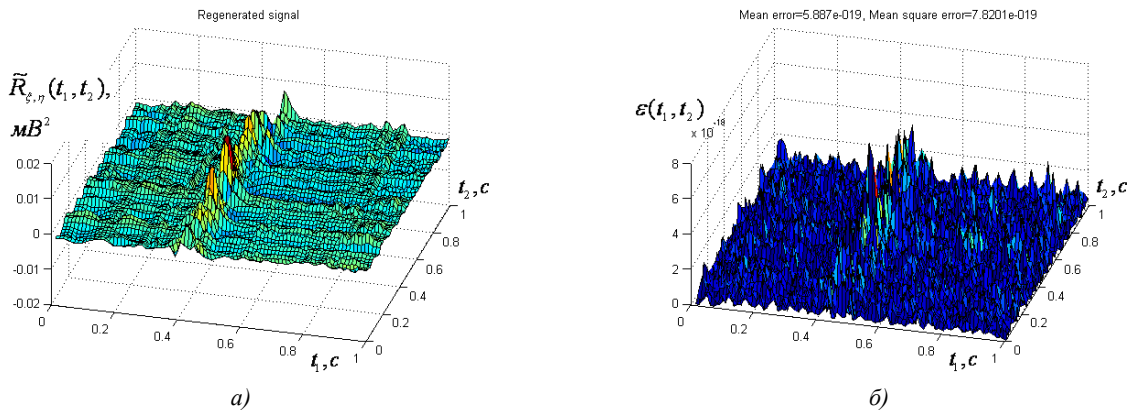 Regenerated signal
R̃ξ,η(t₁,t₂),
мВ²
0.02
0.01
0
-0.01
-0.02
0
0.2
0.4
0.6
0.8
1
t₁,c
0
0.2
0.4
0.6
0.8
1
t₂,c
а)
Mean error=5.887e-019, Mean square error=7.8201e-019
ε(t₁,t₂)
x 10⁻¹⁸
8
6
4
2
0
0
0.2
0.4
0.6
0.8
1
t₁,c
0
0.2
0.4
0.6
0.8
1
t₂,c
б)